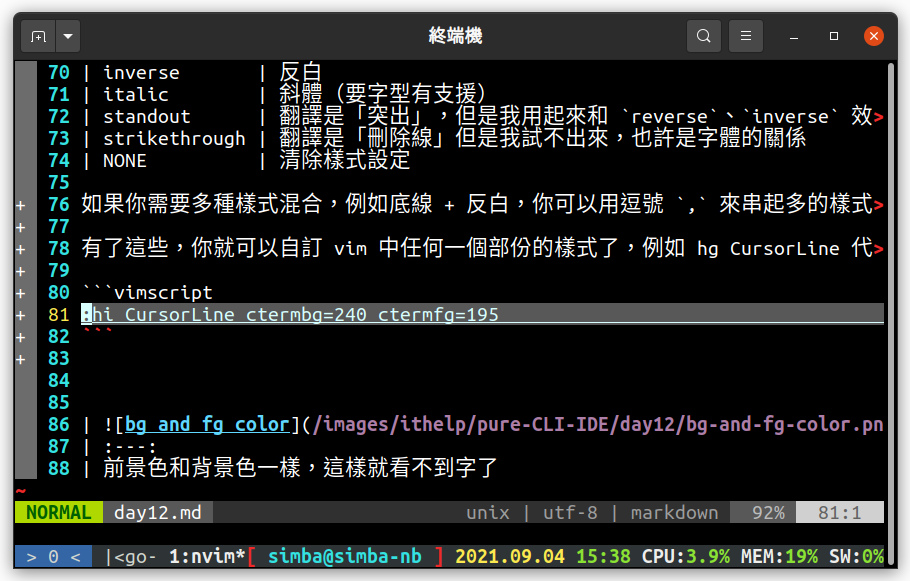 終端機
70 | inverse | 反白
71 | italic | 斜體（要字型有支援）
72 | standout | 翻譯是「突出」，但是我用起來和 `reverse`、`inverse` 效>
73 | strikethrough | 翻譯是「刪除線」但是我試不出來，也許是字體的關係
74 | NONE | 清除樣式設定
75
+ 76 如果你需要多種樣式混合，例如底線 + 反白，你可以用逗號 `,` 來串起多的樣式>
+ 77
+ 78 有了這些，你就可以自訂 vim 中任何一個部份的樣式了，例如 hg CursorLine 代>
+ 79
+ 80 ```vimscript
+ 81 :hi CursorLine ctermbg=240 ctermfg=195
+ 82 ```
+ 83
84
85
86 | ![bg and fg color](/images/ithelp/pure-CLI-IDE/day12/bg-and-fg-color.pn
87 | :---:
88 | 前景色和背景色一樣，這樣就看不到字了
~
NORMAL day12.md unix | utf-8 | markdown 92% 81:1
> 0 < |<go- 1:nvim*[ simba@simba-nb ] 2021.09.04 15:38 CPU:3.9% MEM:19% SW:0%